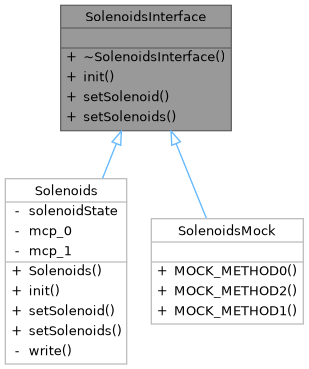 SolenoidsInterface
+ ~SolenoidsInterface()
+ init()
+ setSolenoid()
+ setSolenoids()
Solenoids
- solenoidState
- mcp_0
- mcp_1
+ Solenoids()
+ init()
+ setSolenoid()
+ setSolenoids()
- write()
SolenoidsMock
+ MOCK_METHOD0()
+ MOCK_METHOD2()
+ MOCK_METHOD1()